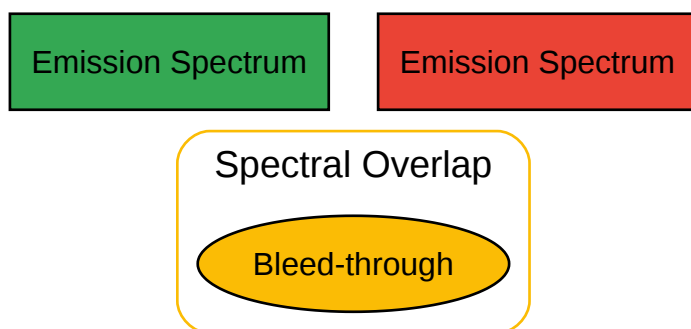 Emission Spectrum
Emission Spectrum
Spectral Overlap
Bleed-through